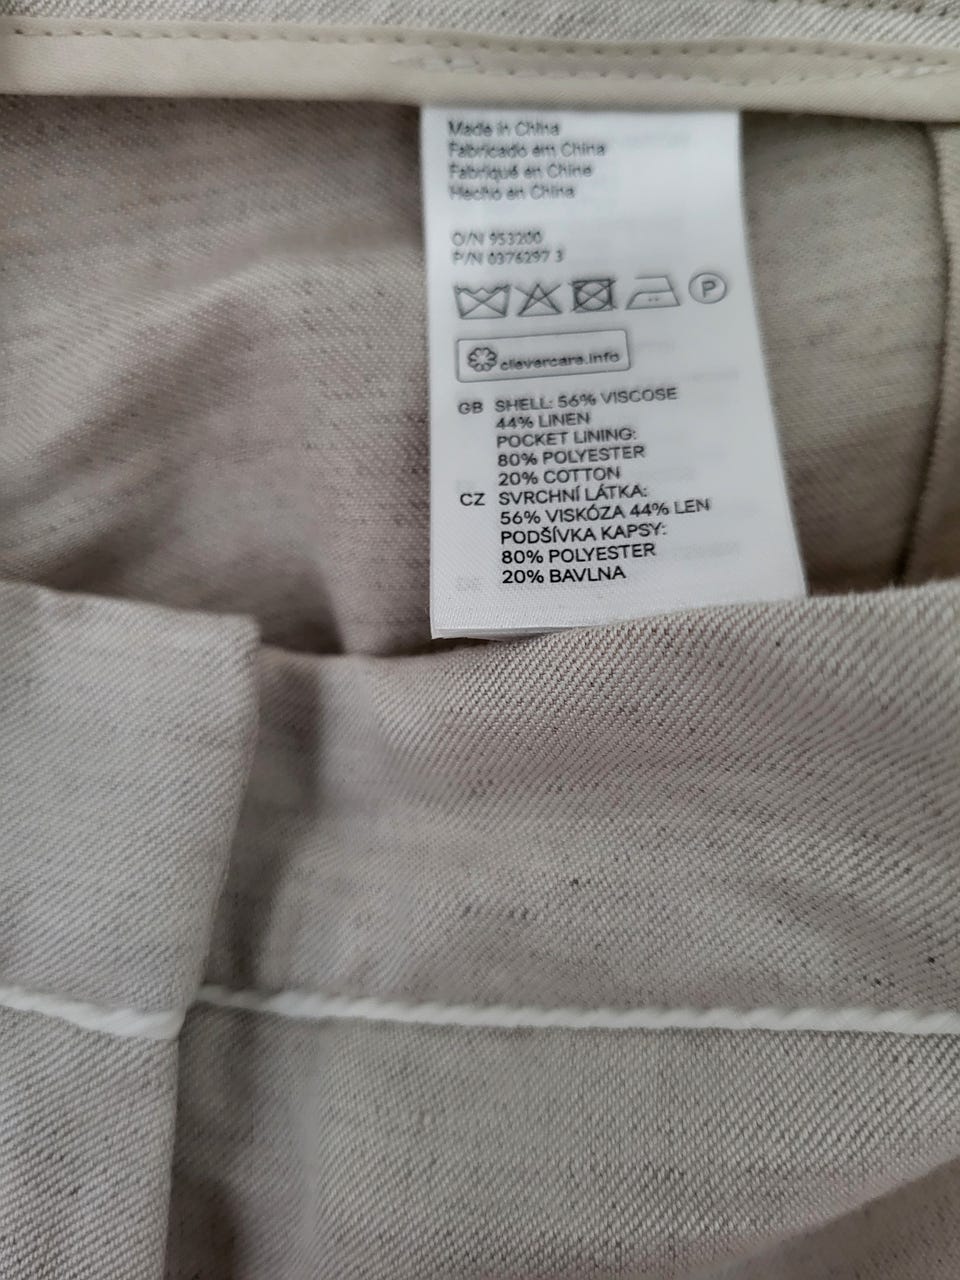 Made in China
Fabricado em China
Fabriqué en Chine
Hecho en China
O/N 953200
P/N 0376297 3
P
clevercare.info
GB SHELL: 56% VISCOSE
44% LINEN
POCKET LINING:
80% POLYESTER
20% COTTON
CZ SVRCHNÍ LÁTKA:
56% VISKÓZA 44% LEN
PODŠÍVKA KAPSY:
80% POLYESTER
20% BAVLNA